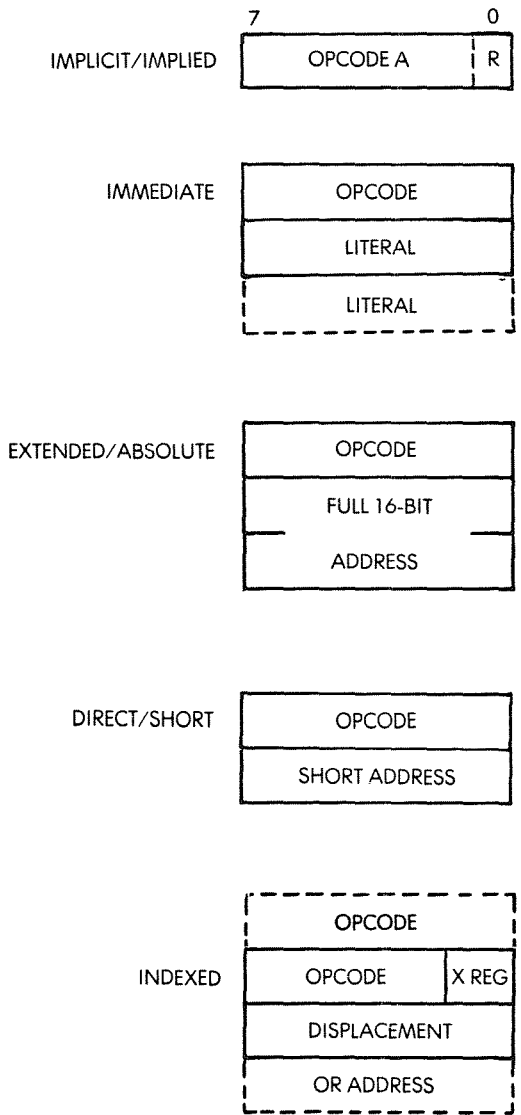 7 0
IMPLICIT/IMPLIED OPCODE A R
IMMEDIATE OPCODE
LITERAL
LITERAL
EXTENDED/ABSOLUTE OPCODE
FULL 16-BIT
ADDRESS
DIRECT/SHORT OPCODE
SHORT ADDRESS
OPCODE
INDEXED OPCODE X REG
DISPLACEMENT
OR ADDRESS